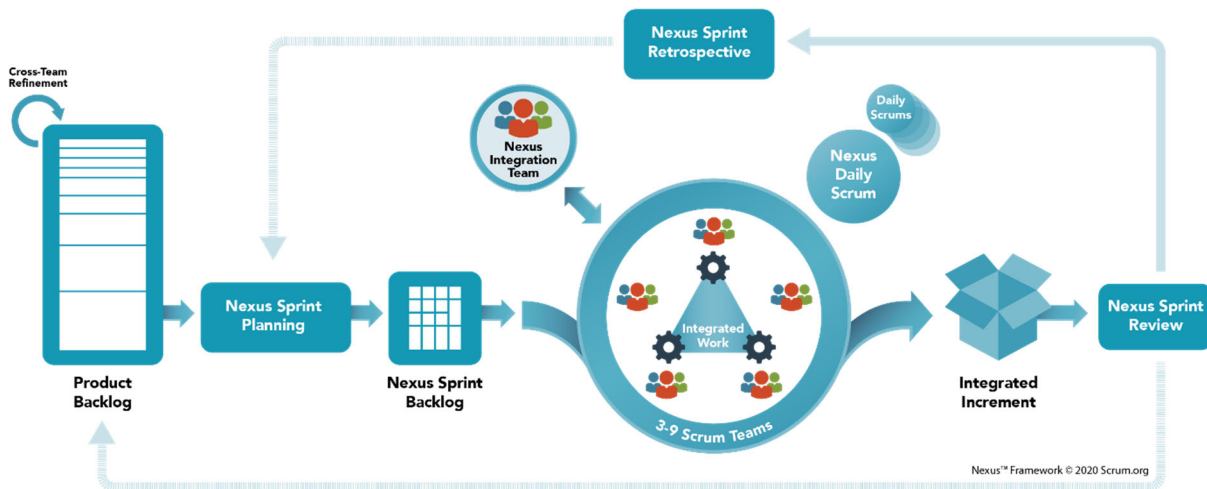 Nexus Sprint
Retrospective
Cross-Team
Refinement
Daily
Scrums
Nexus
Integration
Team
Nexus
Daily
Scrum
Nexus Sprint
Planning
Integrated
Work
Nexus Sprint
Review
Product
Backlog
Nexus Sprint
Backlog
Integrated
Increment
3-9 Scrum Teams
Nexus™ Framework © 2020 Scrum.org